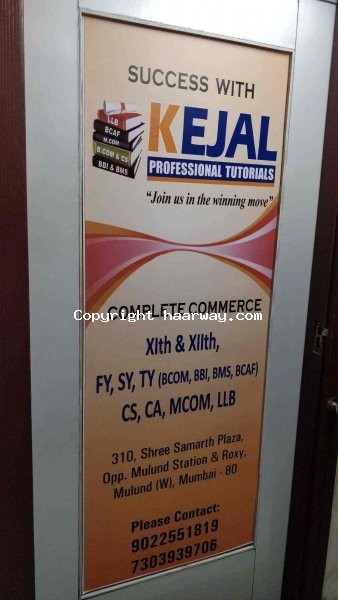 SUCCESS WITH
LLB
BCAF
M.COM
B.COM & CS
BBI & BMS
KEJAL
PROFESSIONAL TUTORIALS
"Join us in the winning move"
COMPLETE COMMERCE
Copyright haarway.com
XIth & XIIth,
FY, SY, TY (BCOM, BBI, BMS, BCAF)
CS, CA, MCOM, LLB
310, Shree Samarth Plaza,
Opp. Mulund Station & Roxy,
Mulund (W), Mumbai - 80
Please Contact:
9022551819
7303939706